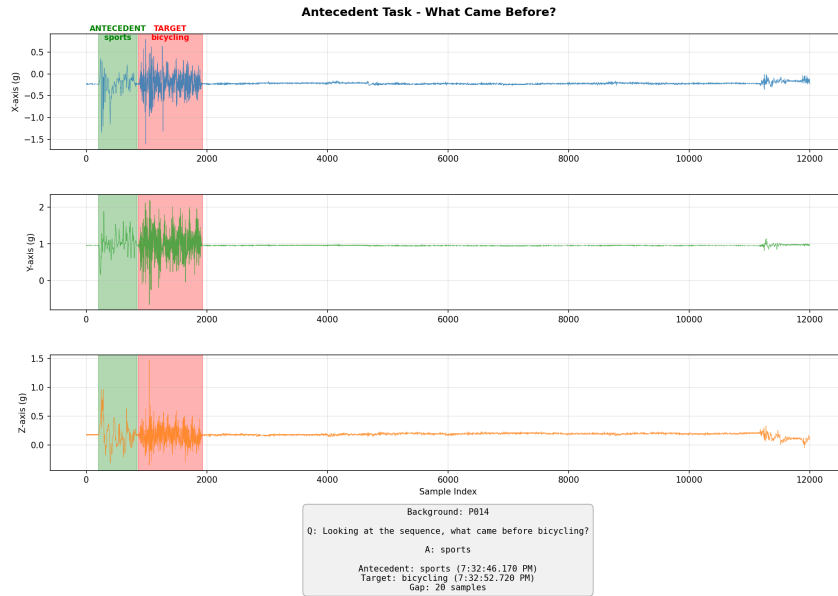 Antecedent Task - What Came Before?
ANTECEDENT
sports
TARGET
bicycling
X-axis (g)
0.5
0.0
−0.5
−1.0
−1.5
0 2000 4000 6000 8000 10000 12000
Y-axis (g)
2
1
0
0 2000 4000 6000 8000 10000 12000
Z-axis (g)
1.5
1.0
0.5
0.0
0 2000 4000 6000 8000 10000 12000
Sample Index
Background: P014
Q: Looking at the sequence, what came before bicycling?
A: sports
Antecedent: sports (7:32:46.170 PM)
Target: bicycling (7:32:52.720 PM)
Gap: 20 samples